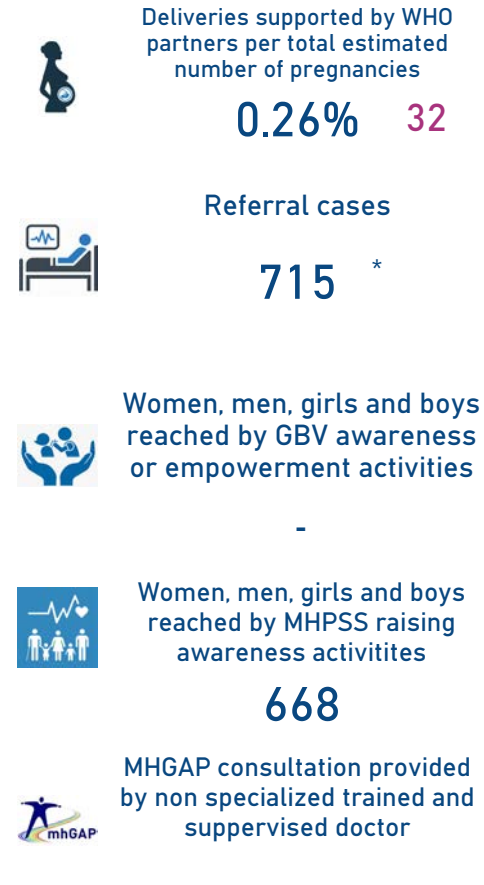 Deliveries supported by WHO
partners per total estimated
number of pregnancies
0.26% 32
Referral cases
715 *
Women, men, girls and boys
reached by GBV awareness
or empowerment activities
-
Women, men, girls and boys
reached by MHPSS raising
awareness activitites
668
MHGAP consultation provided
by non specialized trained and
suppervised doctor
mhGAP